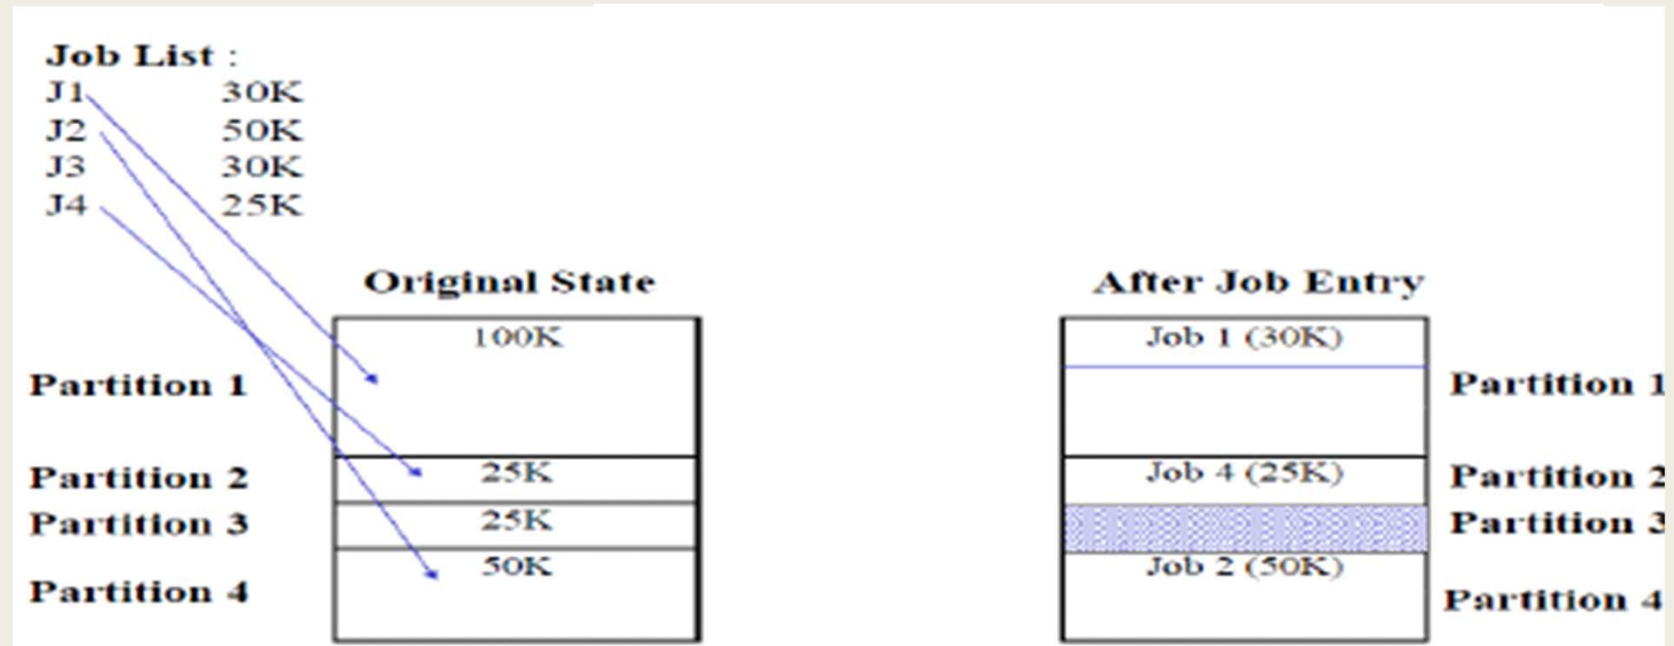 Job List :
J1 30K
J2 50K
J3 30K
J4 25K
Original State
After Job Entry
100K
Job 1 (30K)
Partition 1
Partition 1
Partition 2
25K
Job 4 (25K)
Partition 2
Partition 3
25K
Partition 3
50K
Job 2 (50K)
Partition 4
Partition 4